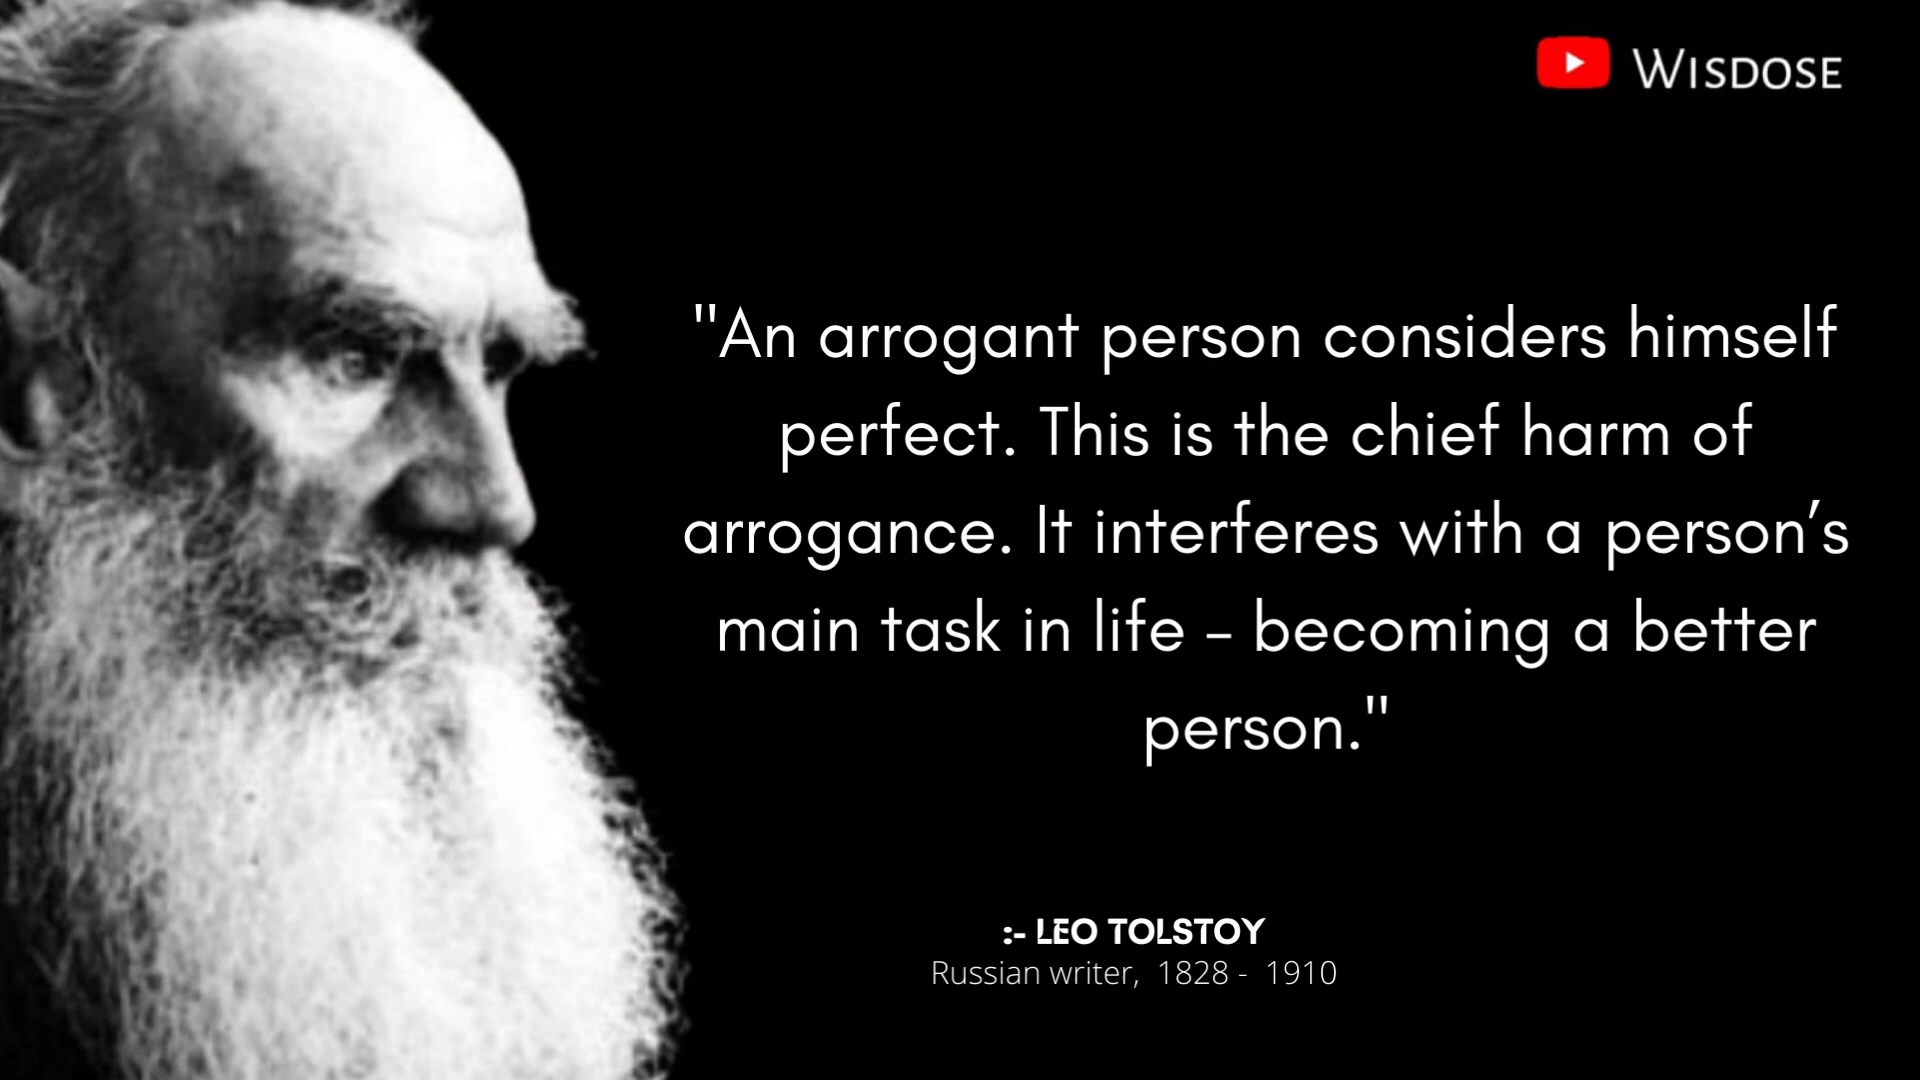 WISDOSE
"An arrogant person considers himself
perfect. This is the chief harm of
arrogance. It interferes with a person’s
main task in life – becoming a better
person."
:- LEO TOLSTOY
Russian writer, 1828 - 1910